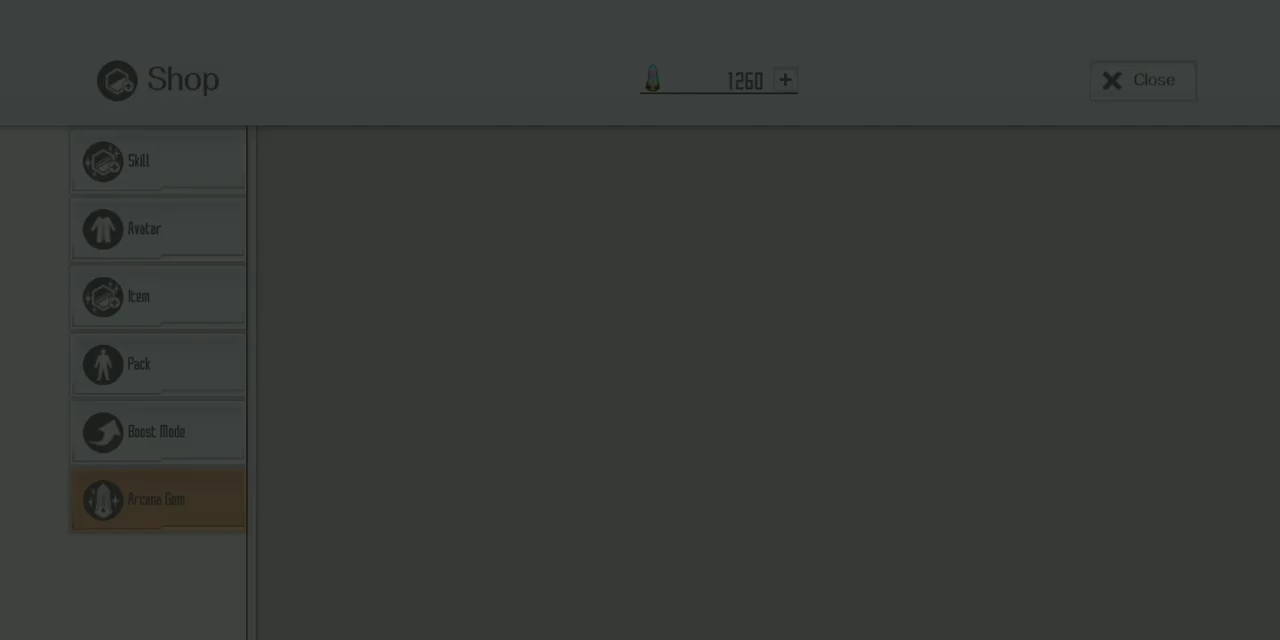 Shop
1260
Close
Skill
Avatar
Item
Pack
Boost Mode
Arcana Gem